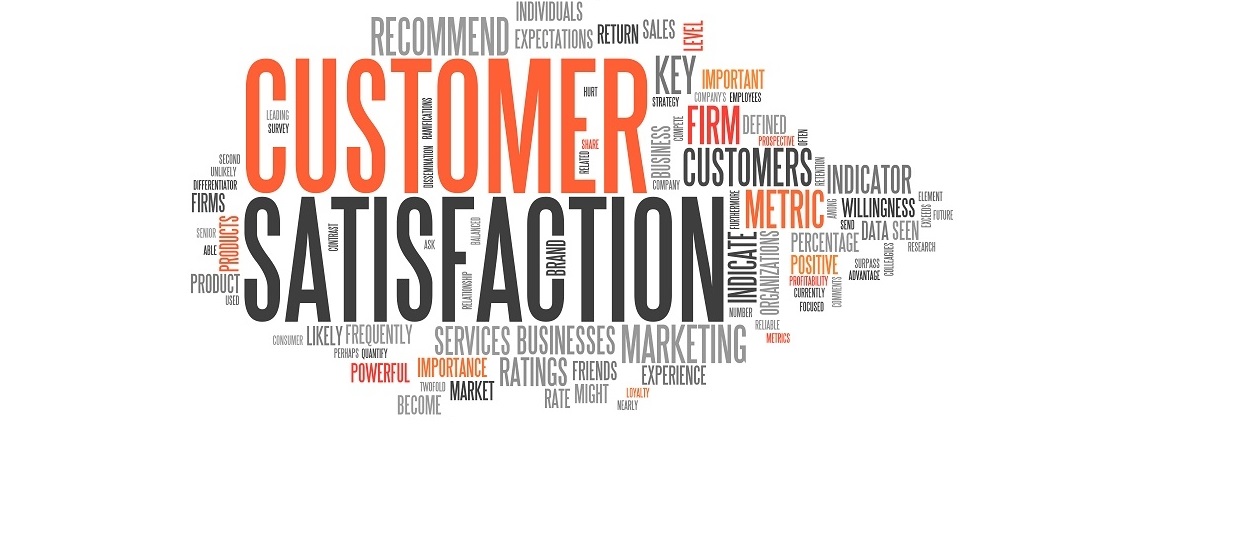 INDIVIDUALS
RECOMMEND
EXPECTATIONS
RETURN
SALES
LEVEL
CUSTOMER
KEY
IMPORTANT
STRATEGY
COMPANY'S
EMPLOYEES
HURT
LEADING
SURVEY
RAMIFICATIONS
DISSEMINATION
SHARE
RELATED
BUSINESS
COMPANY
COMPETE
FIRM
DEFINED
PROSPECTIVE
OFTEN
CUSTOMERS
RETENTION
INDICATOR
SECOND
UNLIKELY
DIFFERENTIATOR
FIRMS
SENIOR
ABLE
PRODUCTS
PRODUCT
USED
SATISFACTION
CONTRAST
ASK
BALANCED
RELATIONSHIP
BRAND
FURTHERMORE
METRIC
AMONG
WILLINGNESS
ELEMENT
EXCEEDS
FUTURE
SEND
DATA
SEEN
RESEARCH
INDICATE
ORGANIZATIONS
PERCENTAGE
POSITIVE
SURPASS
ADVANTAGE
COLLEAGUES
PROFITABILITY
CURRENTLY
FOCUSED
COMMENTS
NUMBER
RELIABLE
METRICS
CONSUMER
LIKELY
FREQUENTLY
SERVICES
BUSINESSES
MARKETING
PERHAPS
QUANTIFY
POWERFUL
IMPORTANCE
RATINGS
FRIENDS
EXPERIENCE
TWOFOLD
MARKET
BECOME
RATE
MIGHT
LOYALTY
NEARLY